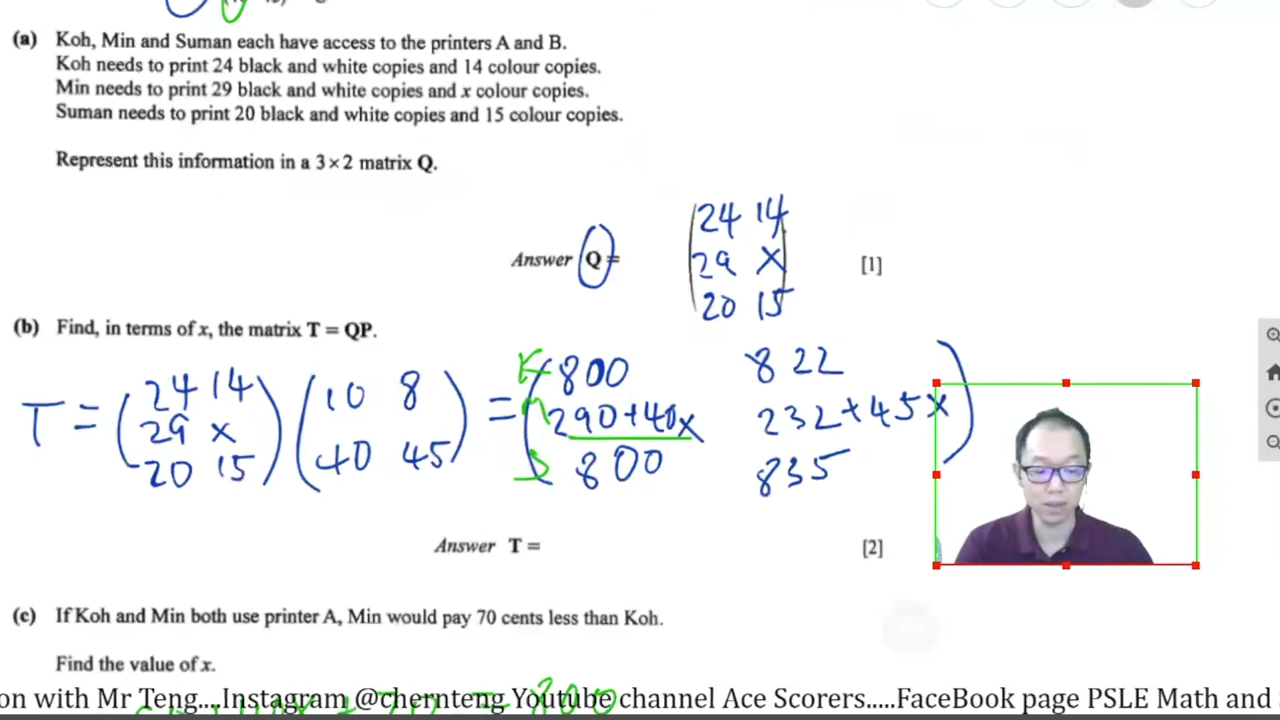 (a) Koh, Min and Suman each have access to the printers A and B.
Koh needs to print 24 black and white copies and 14 colour copies.
Min needs to print 29 black and white copies and x colour copies.
Suman needs to print 20 black and white copies and 15 colour copies.
Represent this information in a 3×2 matrix Q.
24 14
Answer Q = 29 x [1]
20 15
(b) Find, in terms of x, the matrix T = QP.
K 800 822
24 14 10 8
T = 29 x = M 290+40x 232+45x
20 15 40 45 S 800 835
Answer T = [2]
(c) If Koh and Min both use printer A, Min would pay 70 cents less than Koh.
Find the value of x.
on with Mr Teng....Instagram @chernteng Youtube channel Ace Scorers.....FaceBook page PSLE Math and